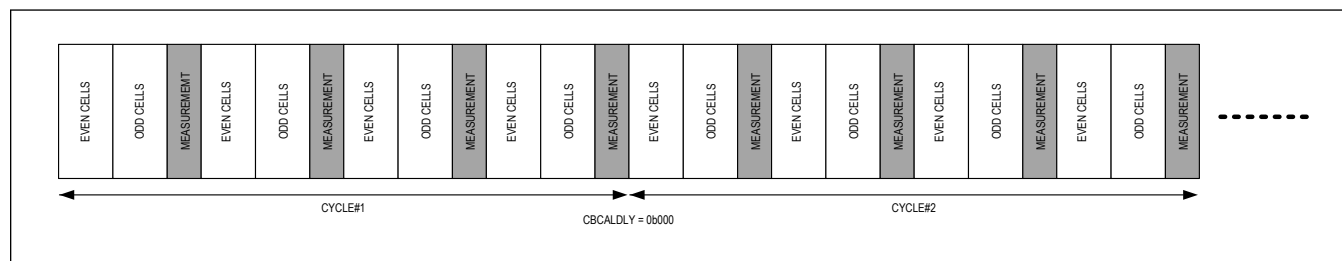 EVEN CELLS
ODD CELLS
MEASUREMEMT
EVEN CELLS
ODD CELLS
MEASUREMENT
EVEN CELLS
ODD CELLS
MEASUREMENT
EVEN CELLS
ODD CELLS
MEASUREMENT
EVEN CELLS
ODD CELLS
MEASUREMENT
EVEN CELLS
ODD CELLS
MEASUREMENT
EVEN CELLS
ODD CELLS
MEASUREMENT
EVEN CELLS
ODD CELLS
MEASUREMENT
CYCLE#1
CYCLE#2
CBCALDLY = 0b000